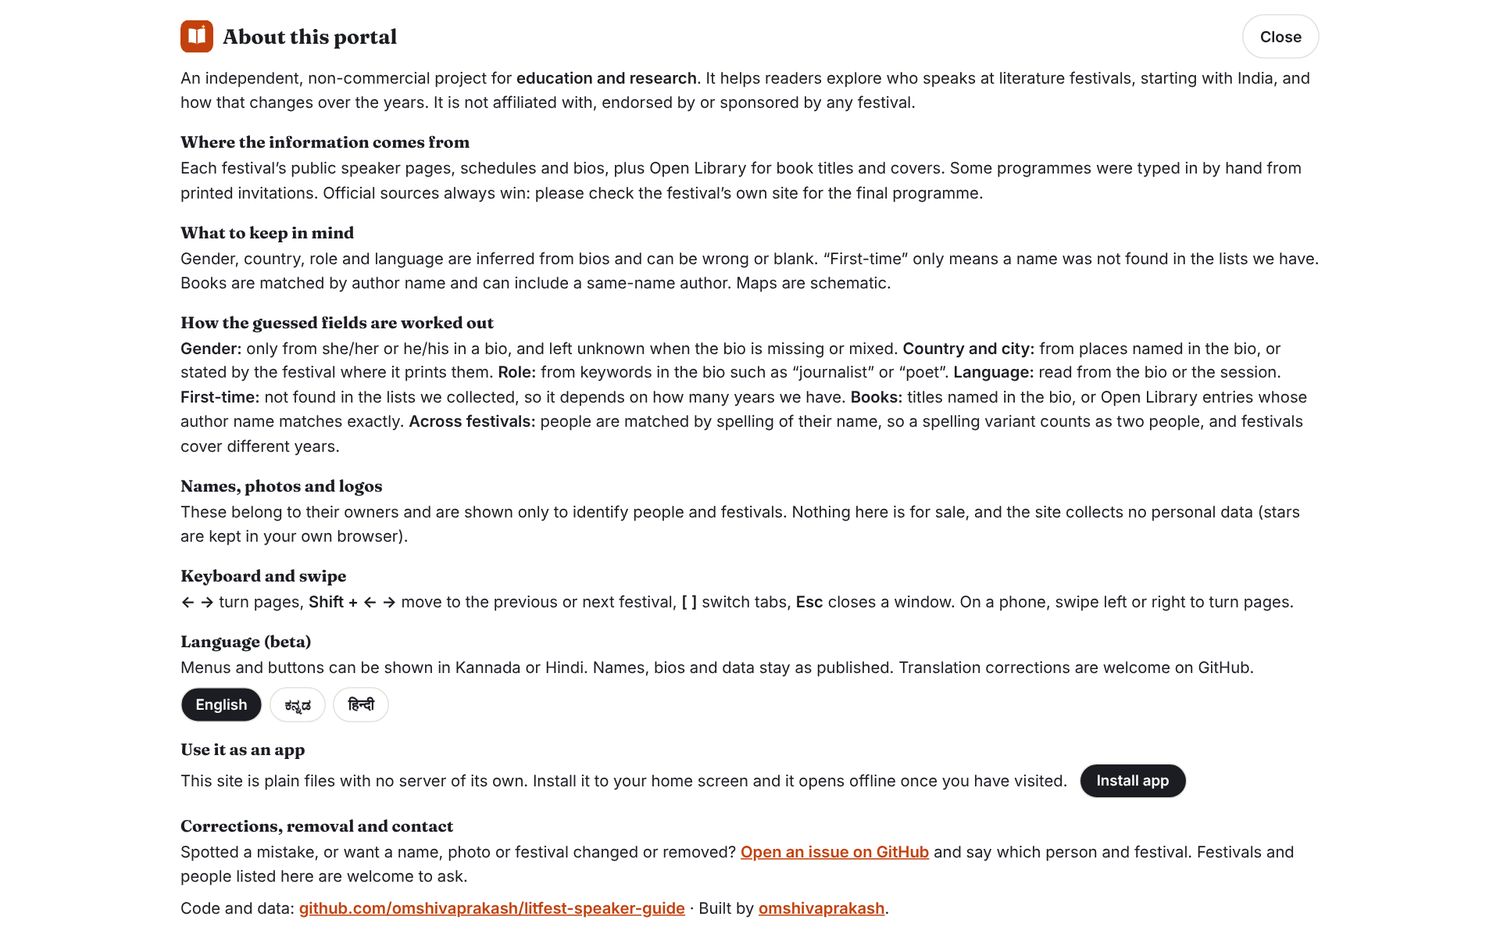 About this portal
Close
An independent, non-commercial project for education and research. It helps readers explore who speaks at literature festivals, starting with India, and
how that changes over the years. It is not affiliated with, endorsed by or sponsored by any festival.
Where the information comes from
Each festival’s public speaker pages, schedules and bios, plus Open Library for book titles and covers. Some programmes were typed in by hand from
printed invitations. Official sources always win: please check the festival’s own site for the final programme.
What to keep in mind
Gender, country, role and language are inferred from bios and can be wrong or blank. “First-time” only means a name was not found in the lists we have.
Books are matched by author name and can include a same-name author. Maps are schematic.
How the guessed fields are worked out
Gender: only from she/her or he/his in a bio, and left unknown when the bio is missing or mixed. Country and city: from places named in the bio, or
stated by the festival where it prints them. Role: from keywords in the bio such as “journalist” or “poet”. Language: read from the bio or the session.
First-time: not found in the lists we collected, so it depends on how many years we have. Books: titles named in the bio, or Open Library entries whose
author name matches exactly. Across festivals: people are matched by spelling of their name, so a spelling variant counts as two people, and festivals
cover different years.
Names, photos and logos
These belong to their owners and are shown only to identify people and festivals. Nothing here is for sale, and the site collects no personal data (stars
are kept in your own browser).
Keyboard and swipe
← → turn pages, Shift + ← → move to the previous or next festival, [ ] switch tabs, Esc closes a window. On a phone, swipe left or right to turn pages.
Language (beta)
Menus and buttons can be shown in Kannada or Hindi. Names, bios and data stay as published. Translation corrections are welcome on GitHub.
English ಕನ್ನಡ हिन्दी
Use it as an app
This site is plain files with no server of its own. Install it to your home screen and it opens offline once you have visited. Install app
Corrections, removal and contact
Spotted a mistake, or want a name, photo or festival changed or removed? Open an issue on GitHub and say which person and festival. Festivals and
people listed here are welcome to ask.
Code and data: github.com/omshivaprakash/litfest-speaker-guide · Built by omshivaprakash.